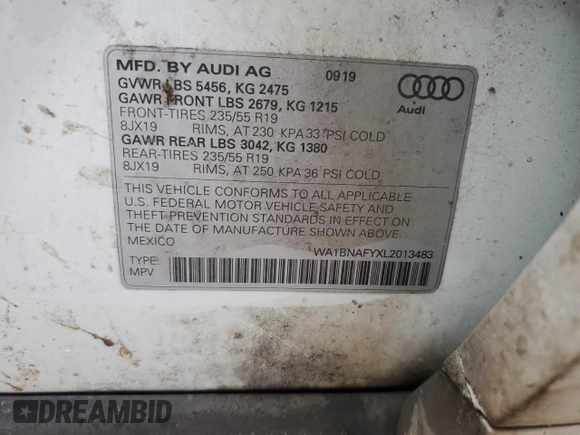 MFD. BY AUDI AG 09 19
GVWR LBS 5456, KG 2475
GAWR FRONT LBS 2679, KG 1215
FRONT-TIRES 235/55 R19
8JX19 RIMS, AT 230 KPA 33 PSI COLD
GAWR REAR LBS 3042, KG 1380
REAR-TIRES 235/55 R19
8JX19 RIMS, AT 250 KPA 36 PSI COLD
Audi
THIS VEHICLE CONFORMS TO ALL APPLICABLE
U.S. FEDERAL MOTOR VEHICLE SAFETY AND
THEFT PREVENTION STANDARDS IN EFFECT ON
THE DATE OF MANUFACTURE SHOWN ABOVE.
MEXICO
WA1BNAFYXL2013483
TYPE:
MPV
DREAMBID